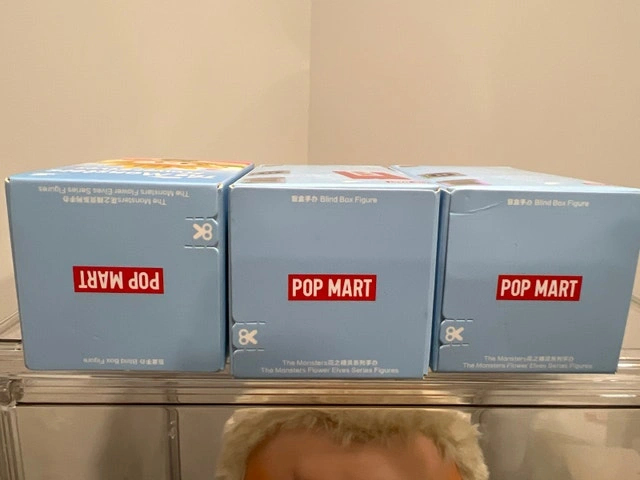 The Monsters Flower Elves Series Figures
The Monsters花之精灵系列手办
POP MART
盲盒手办 Blind Box Figure
盲盒手办 Blind Box Figure
POP MART
The Monsters花之精灵系列手办
The Monsters Flower Elves Series Figures
盲盒手办 Blind Box Figure
POP MART
The Monsters花之精灵系列手办
The Monsters Flower Elves Series Figures